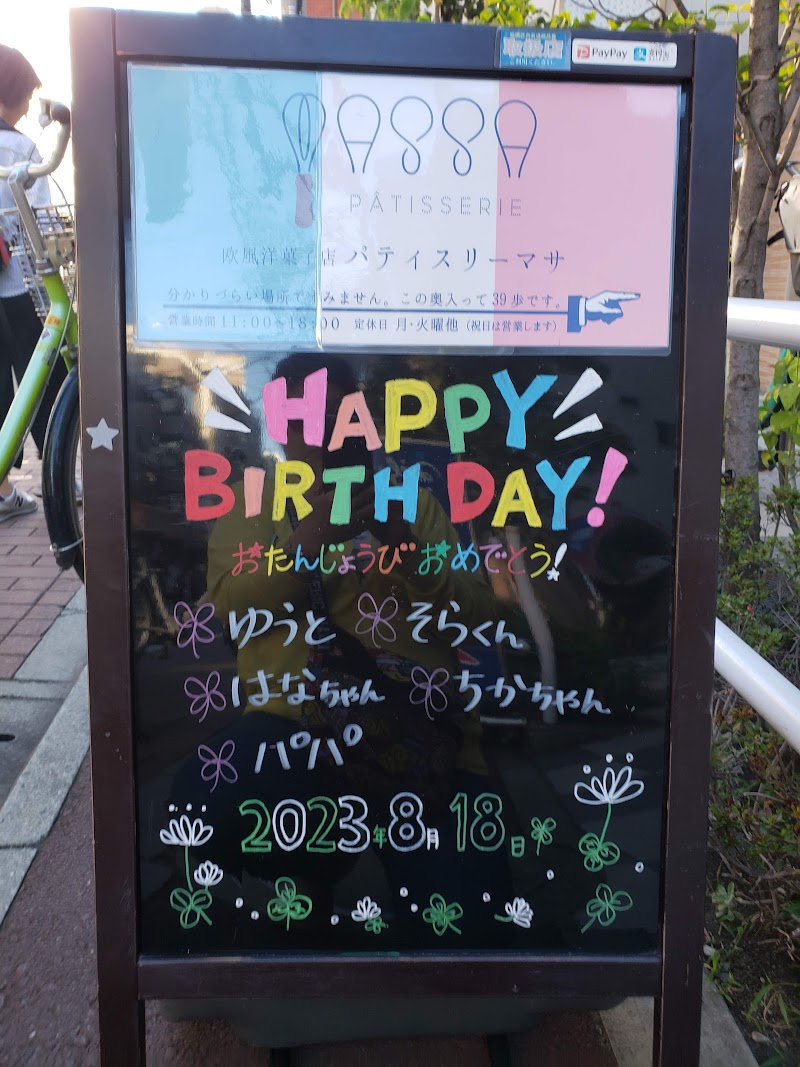 取扱店
PayPay
MASSA
PÂTISSERIE
欧風洋菓子店 パティスリーマサ
分かりづらい場所ですみません。この奥入って39歩です。
営業時間 11:00~18:00 定休日 月・火曜他（祝日は営業します）
HAPPY
BIRTH DAY!
おたんじょうび おめでとう!
ゆうと そらくん
はなちゃん ちかちゃん
パパ
2023年8月18日